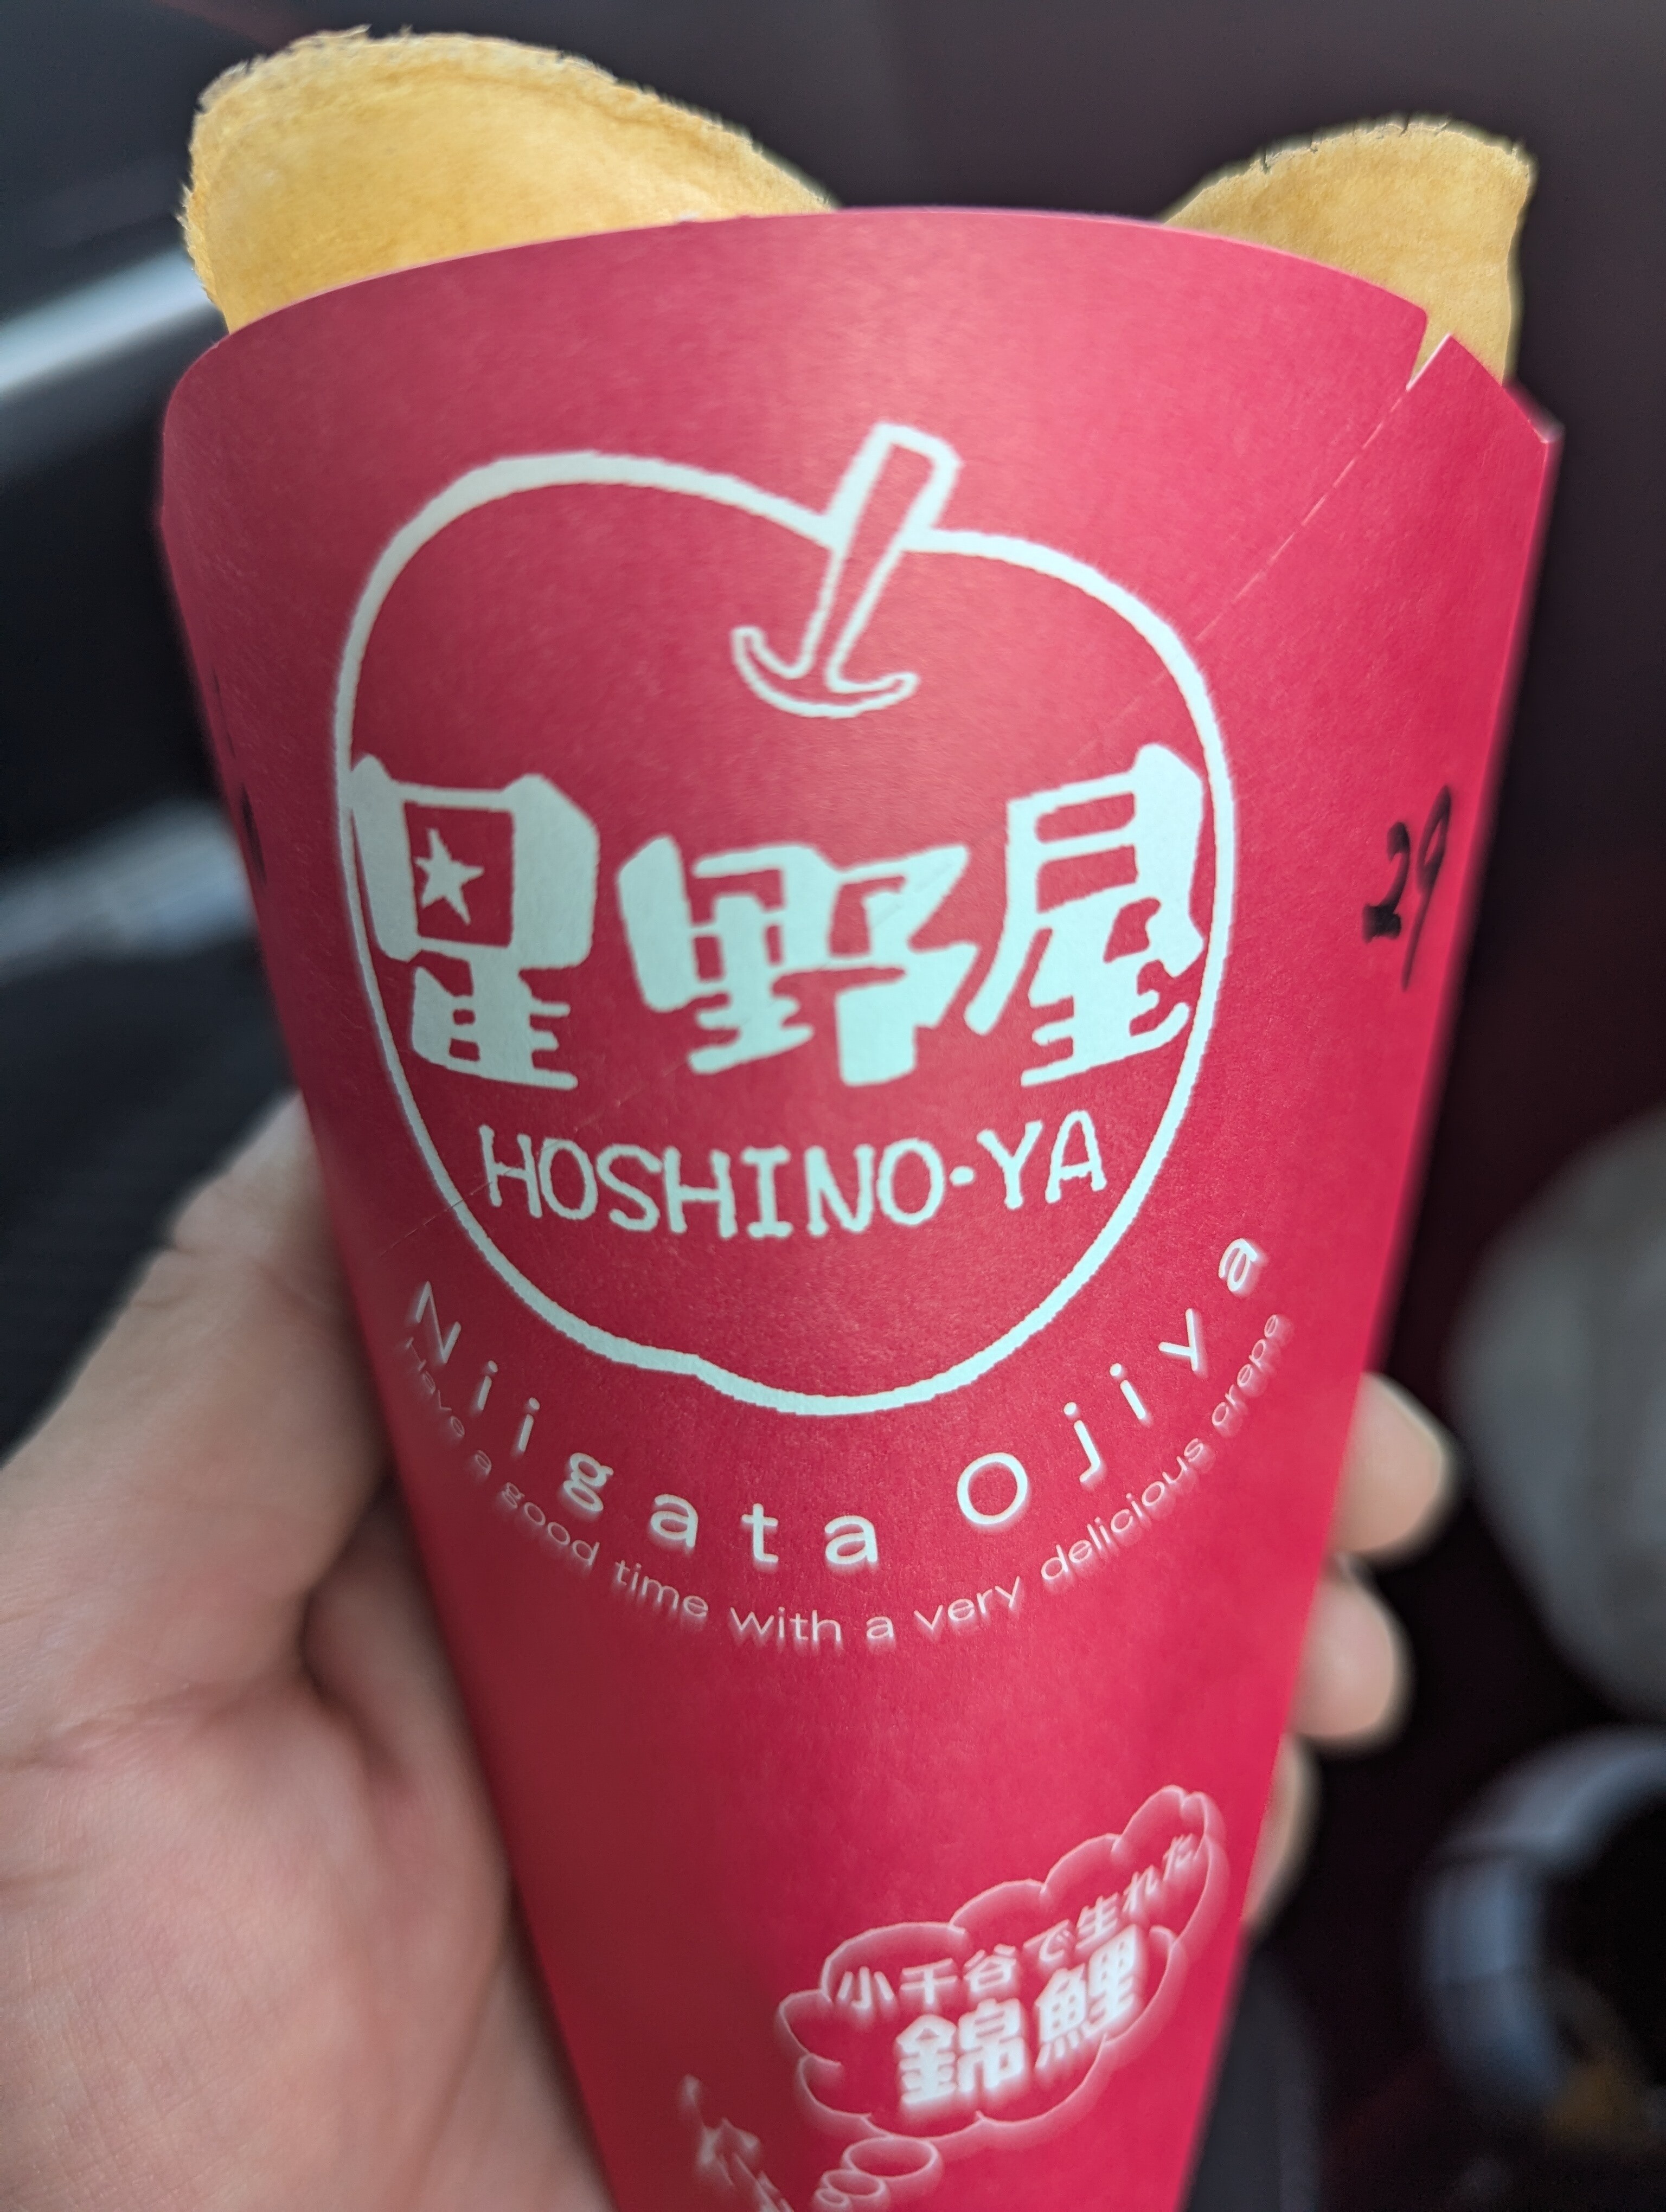 星野屋
HOSHINO・YA
Niigata Ojiya
Have a good time with a very delicious crepe
29
小千谷で生れた
錦鯉